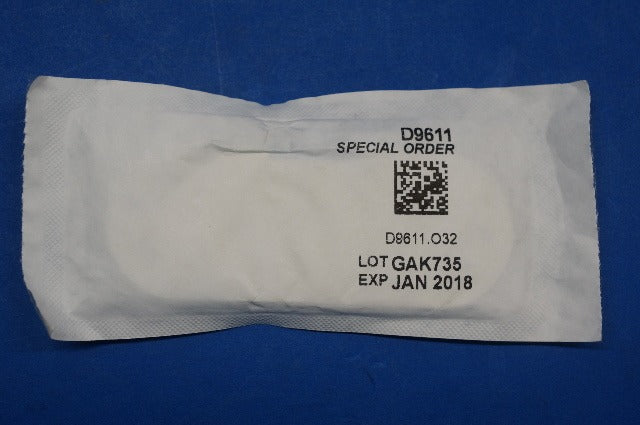 D9611
SPECIAL ORDER
D9611.O32
LOT GAK735
EXP JAN 2018